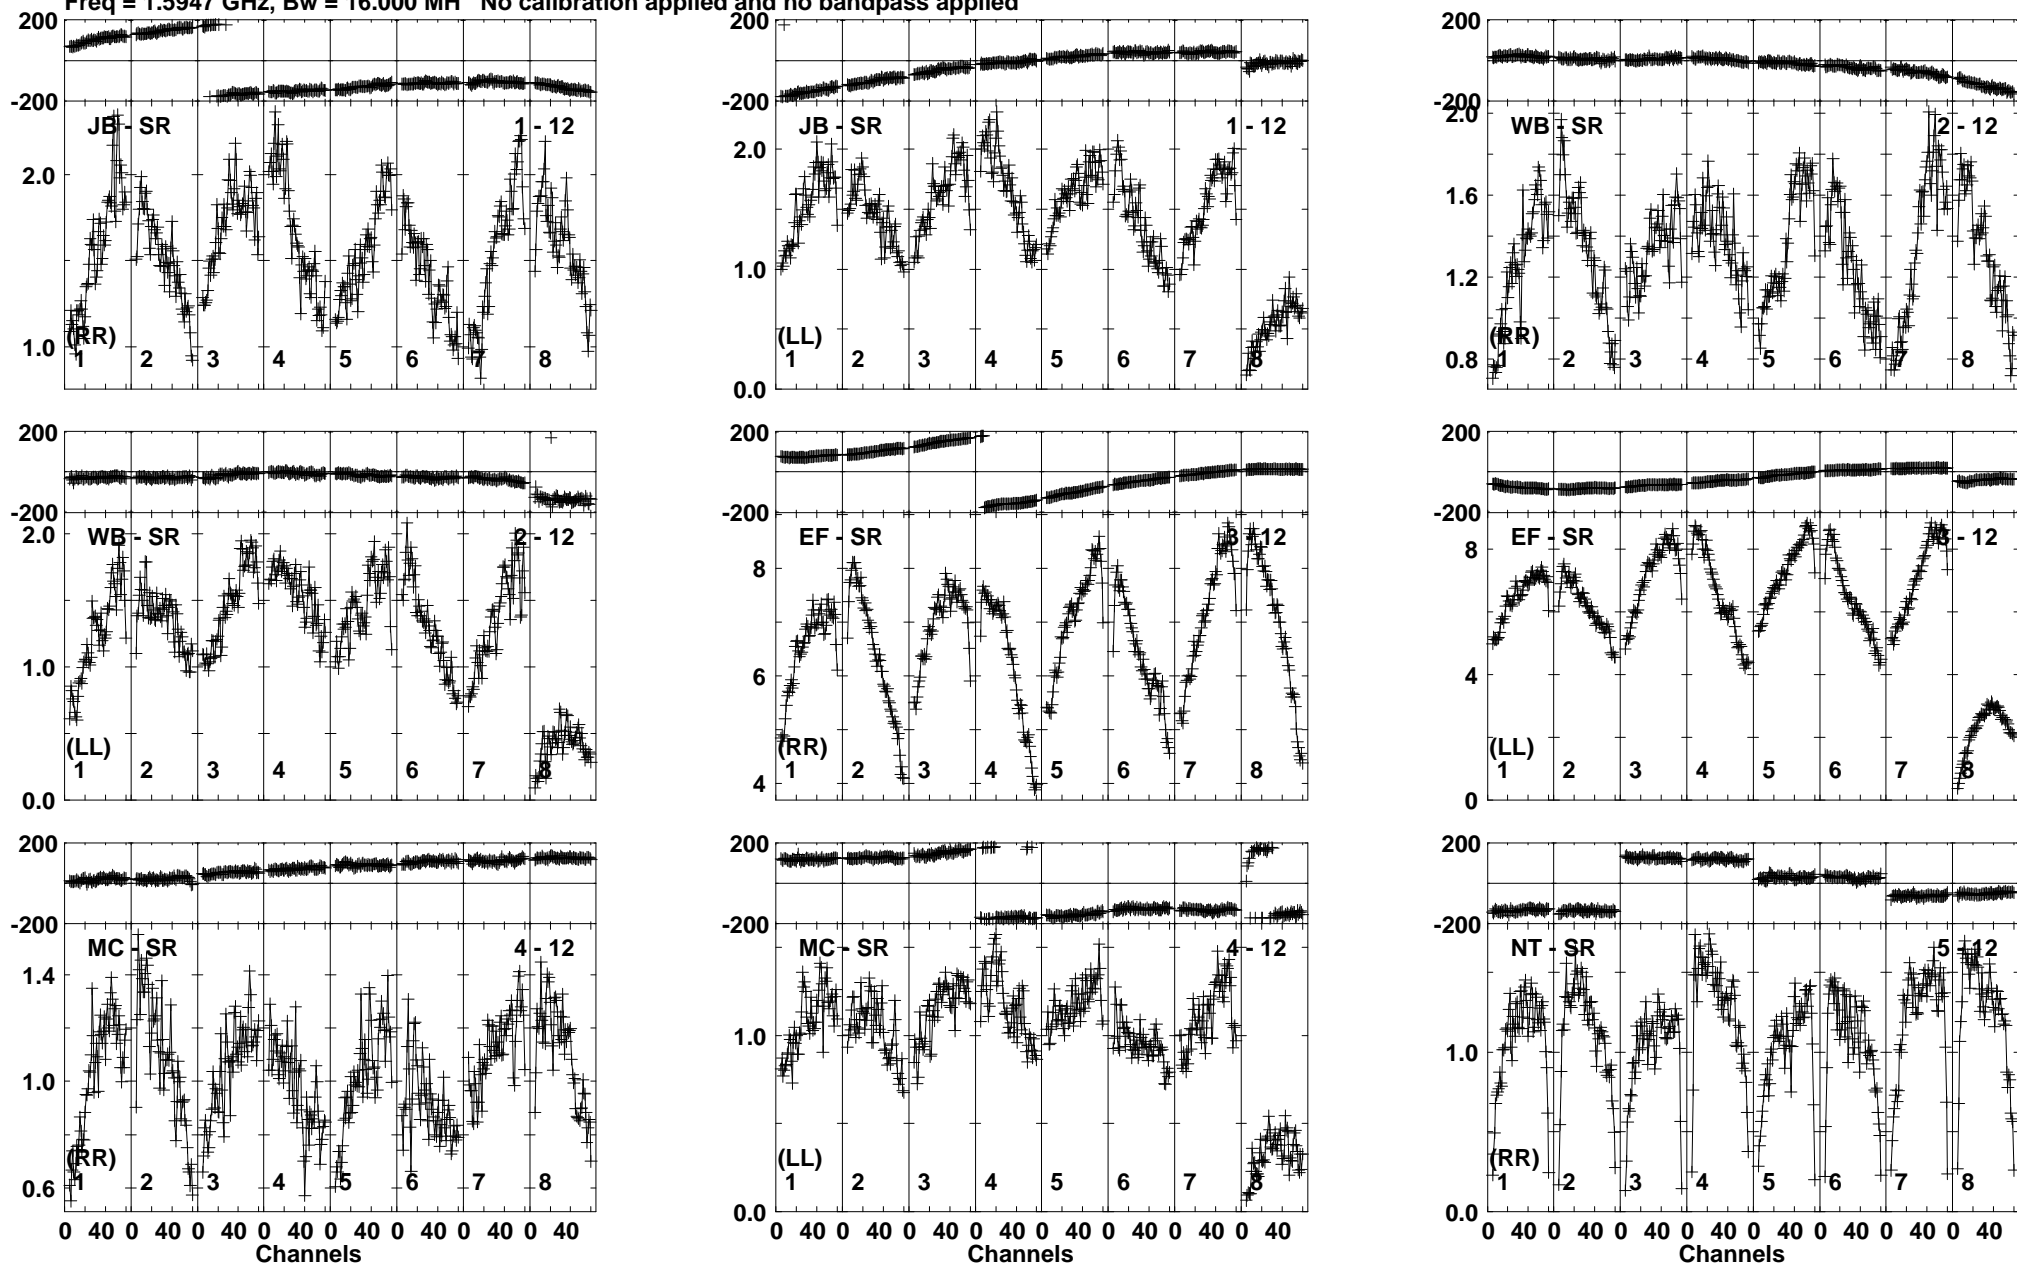 Freq = 1.5947 GHz, Bw = 16.000 MH No calibration applied and no bandpass applied
200
-200
JB - SR
1 - 12
2.0
1.0
(RR)
1 2 3 4 5 6 7 8
200
-200
JB - SR
1 - 12
2.0
1.0
0.0
(LL)
1 2 3 4 5 6 7 8
200
-200
2.0
WB - SR
2 - 12
1.6
1.2
0.8
(RR)
1 2 3 4 5 6 7 8
200
-200
2.0
WB - SR
2 - 12
1.0
0.0
(LL)
1 2 3 4 5 6 7 8
200
-200
EF - SR
3 - 12
8
6
4
(RR)
1 2 3 4 5 6 7 8
200
-200
EF - SR
3 - 12
8
4
0
(LL)
1 2 3 4 5 6 7 8
200
-200
MC - SR
4 - 12
1.4
1.0
0.6
(RR)
1 2 3 4 5 6 7 8
0 40 0 40 0 40 0 40 0 40 0 40 0 40 0 40
Channels
200
-200
MC - SR
4 - 12
1.0
0.0
(LL)
1 2 3 4 5 6 7 8
0 40 0 40 0 40 0 40 0 40 0 40 0 40 0 40
Channels
200
-200
NT - SR
5 - 12
1.0
0.0
(RR)
1 2 3 4 5 6 7 8
0 40 0 40 0 40 0 40 0 40 0 40 0 40 0 40
Channels